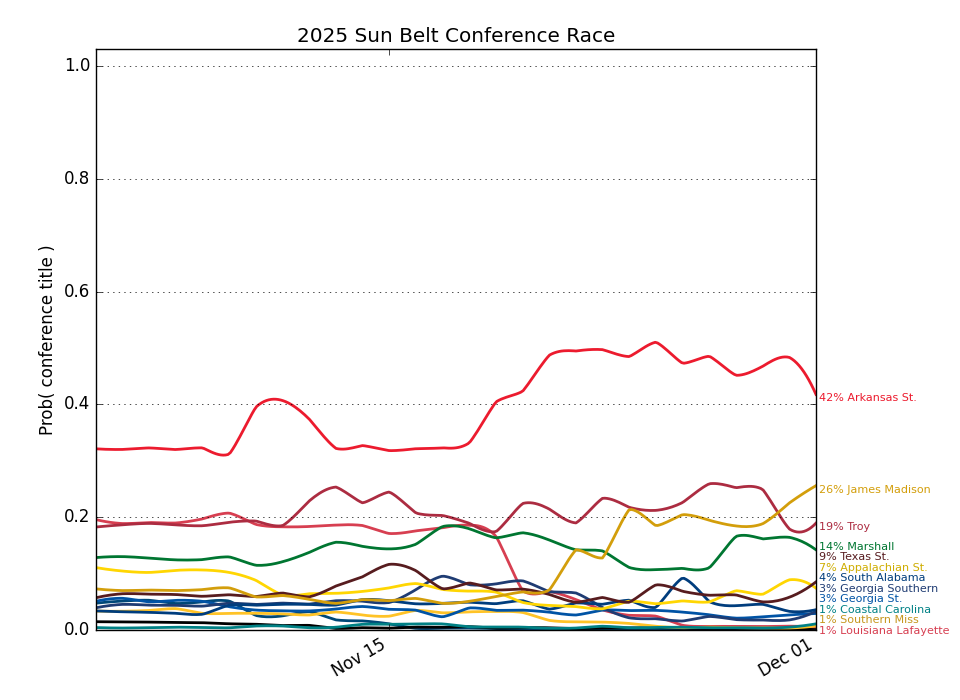 2025 Sun Belt Conference Race
1.0
0.8
0.6
0.4
0.2
0.0
Prob( conference title )
Nov 15
Dec 01
42% Arkansas St.
26% James Madison
19% Troy
14% Marshall
9% Texas St.
7% Appalachian St.
4% South Alabama
3% Georgia Southern
3% Georgia St.
1% Coastal Carolina
1% Southern Miss
1% Louisiana Lafayette